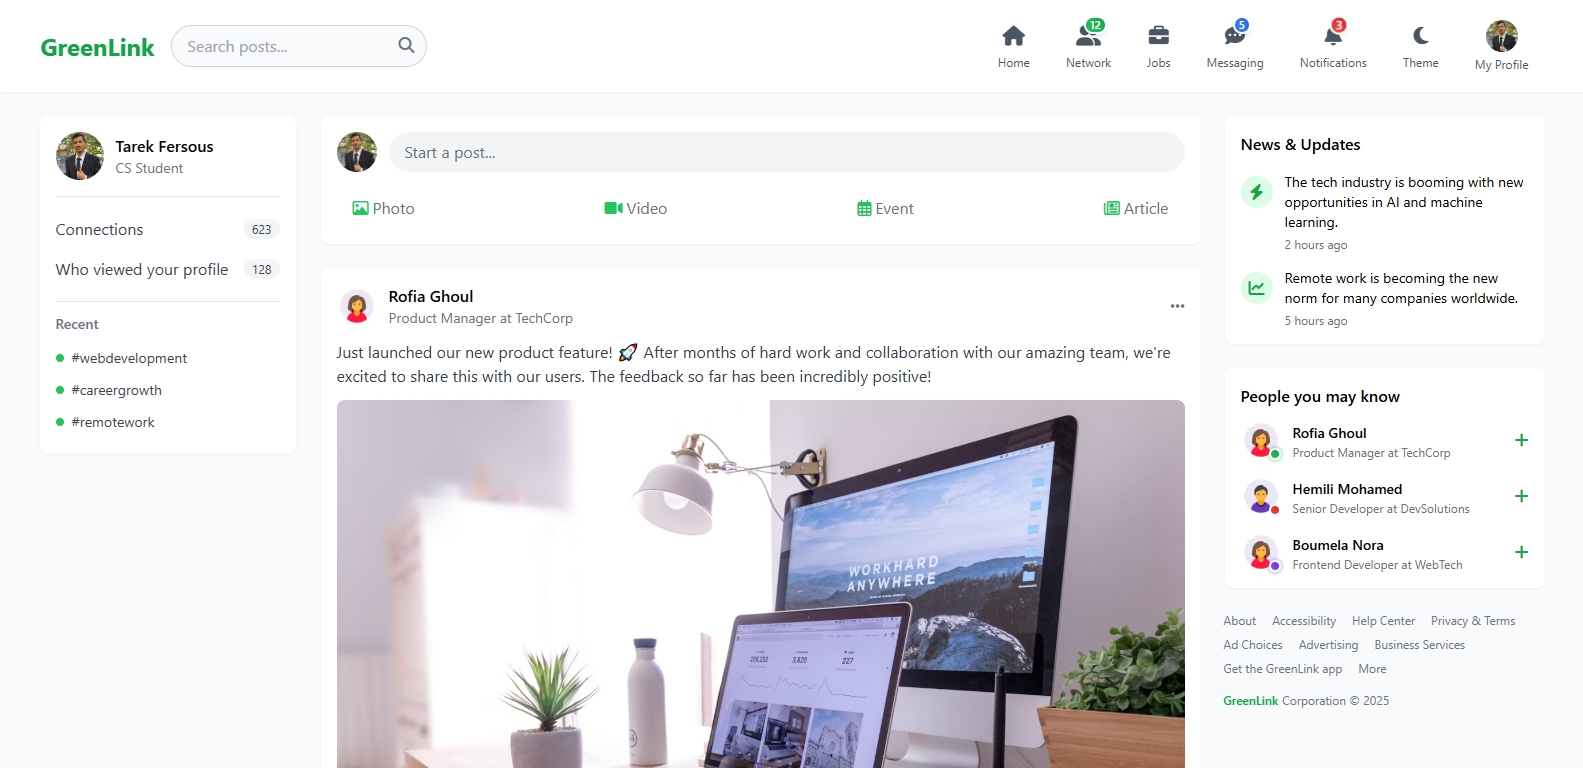 GreenLink
Search posts...
Home
12
Network
Jobs
5
Messaging
3
Notifications
Theme
My Profile
Tarek Fersous
CS Student
Connections 623
Who viewed your profile 128
Recent
#webdevelopment
#careergrowth
#remotework
Start a post...
Photo Video Event Article
Rofia Ghoul
Product Manager at TechCorp
Just launched our new product feature! 🚀 After months of hard work and collaboration with our amazing team, we're
excited to share this with our users. The feedback so far has been incredibly positive!
WORKHARD
ANYWHERE
206,203 3,820 227
News & Updates
The tech industry is booming with new
opportunities in AI and machine
learning.
2 hours ago
Remote work is becoming the new
norm for many companies worldwide.
5 hours ago
People you may know
Rofia Ghoul
Product Manager at TechCorp
Hemili Mohamed
Senior Developer at DevSolutions
Boumela Nora
Frontend Developer at WebTech
About Accessibility Help Center Privacy & Terms
Ad Choices Advertising Business Services
Get the GreenLink app More
GreenLink Corporation © 2025